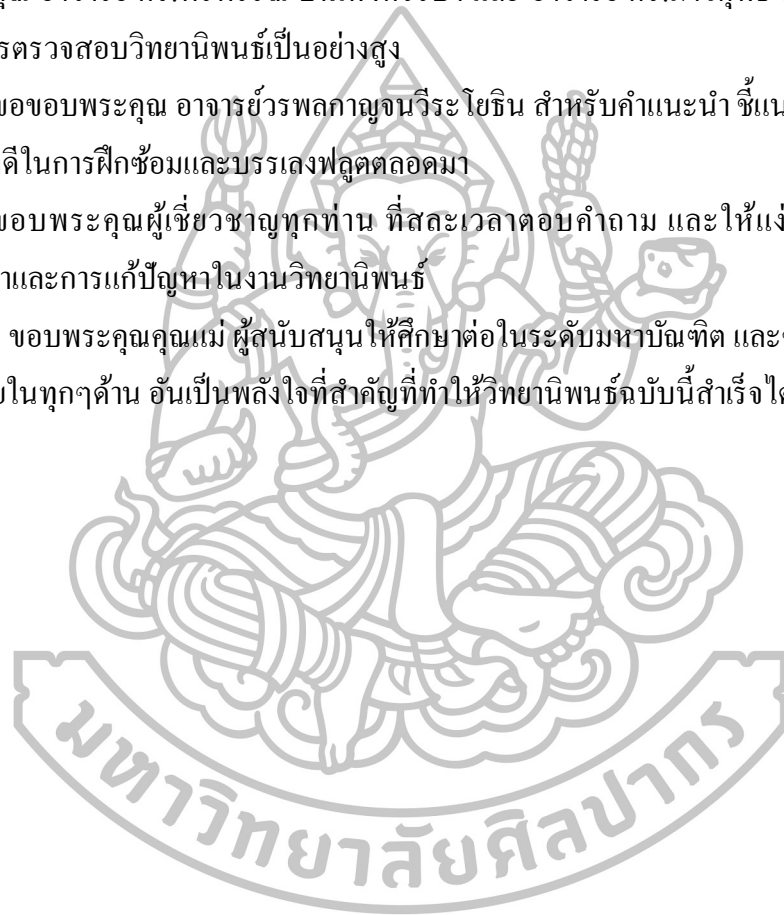 รตรวจสอบวิทยานิพนธ์เป็นอย่างสูง
ขอขอบพระคุณ อาจารย์วรพลกาญจนวีระโยธิน สำหรับคำแนะนำ ชี้แน
ดีในการฝึกซ้อมและบรรเลงฟลูตตลอดมา
ขอบพระคุณผู้เชี่ยวชาญทุกท่าน ที่สละเวลาตอบคำถาม และให้แง่
าและการแก้ปัญหาในงานวิทยานิพนธ์
ขอบพระคุณคุณแม่ ผู้สนับสนุนให้ศึกษาต่อในระดับมหาบัณฑิต และ
ยในทุกๆด้าน อันเป็นพลังใจที่สำคัญที่ทำให้วิทยานิพนธ์ฉบับนี้สำเร็จได้
มหาวิทยาลัยศิลปากร